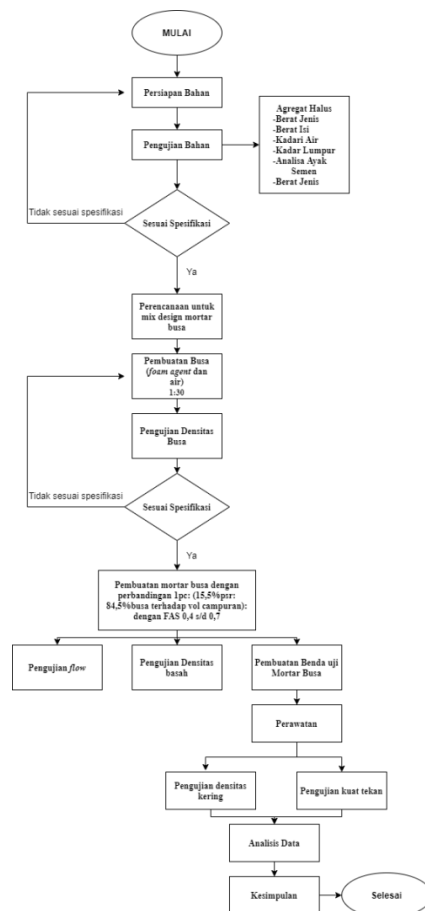 MULAI
Persiapan Bahan
Pengujian Bahan
Agregat Halus
-Berat Jenis
-Berat Isi
-Kadari Air
-Kadar Lumpur
-Analisa Ayak
Semen
-Berat Jenis
Tidak sesuai spesifikasi
Sesuai Spesifikasi
Ya
Perencanaan untuk
mix design mortar
busa
Pembuatan Busa
(foam agent dan
air)
1:30
Pengujian Densitas
Busa
Tidak sesuai spesifikasi
Sesuai Spesifikasi
Ya
Pembuatan mortar busa dengan
perbandingan 1pc: (15,5%psr:
84,5%busa terhadap vol campuran):
dengan FAS 0,4 s/d 0,7
Pengujian flow
Pengujian Densitas
basah
Pembuatan Benda uji
Mortar Busa
Perawatan
Pengujian densitas
kering
Pengujian kuat tekan
Analisis Data
Kesimpulan
Selesai